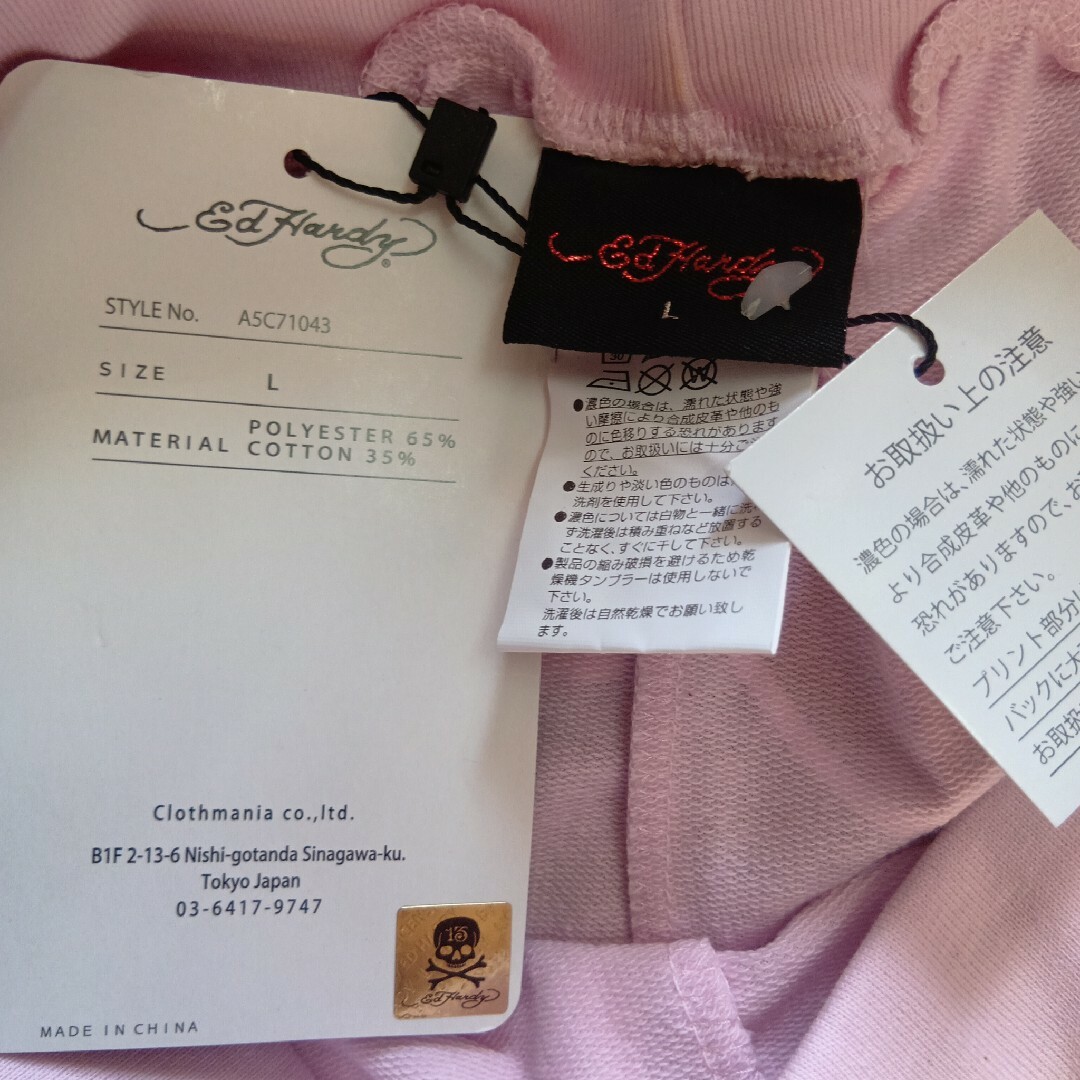 Ed Hardy®
STYLE No. A5C71043
SIZE L
MATERIAL POLYESTER 65%
COTTON 35%
Clothmania co.,ltd.
B1F 2-13-6 Nishi-gotanda Sinagawa-ku.
Tokyo Japan
03-6417-9747
MADE IN CHINA
13
Ed Hardy
Ed Hardy
L
30
W
●濃色の場合は、濡れた状態や強
い摩擦により合成皮革や他のも
のに色移りする恐れがあります
ので、お取扱いには十分ご
ください。
●生成りや淡い色のものは
洗剤を使用して下さい。
●濃色については白物と一緒に洗
ず洗濯後は積み重ねなど放置する
ことなく、すぐに干して下さい。
●製品の縮み破損を避けるため乾
燥機タンブラーは使用しないで
下さい。
洗濯後は自然乾燥でお願い致し
ます。
お取扱い上の注意
濃色の場合は、濡れた状態や強い
より合成皮革や他のものに
恐れがありますので、お
ご注意下さい。
プリント部分
バックに大
お取扱